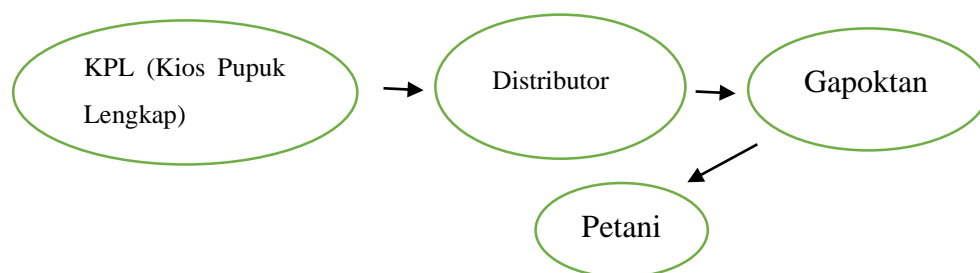 KPL (Kios Pupuk
Lengkap)
Distributor
Gapoktan
Petani